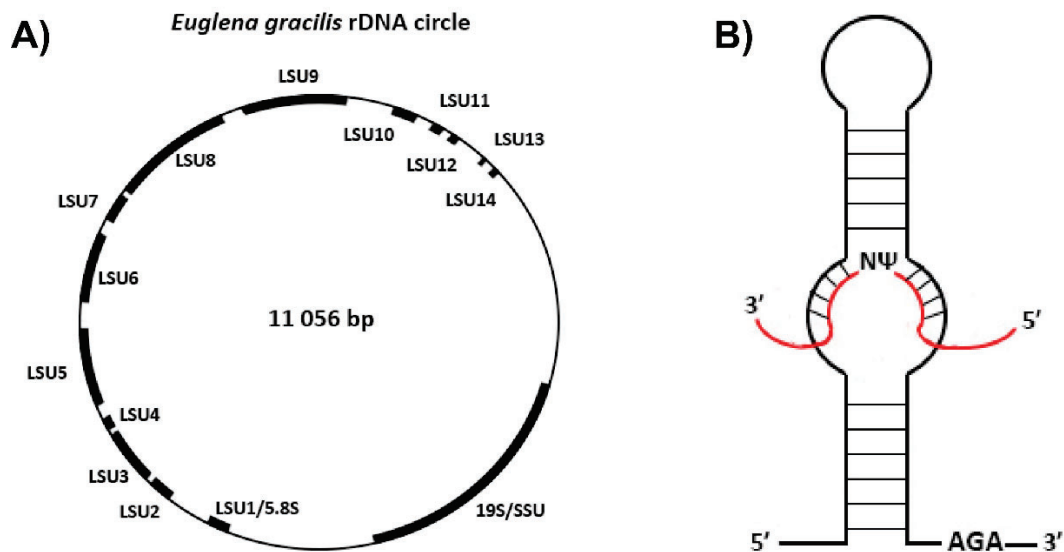 A)
Euglena gracilis rDNA circle
LSU9
LSU11
LSU10
LSU13
LSU8
LSU12
LSU7
LSU14
LSU6
11 056 bp
LSU5
LSU4
LSU3
LSU2
LSU1/5.8S
19S/SSU
B)
NΨ
3′
5′
5′
AGA
3′